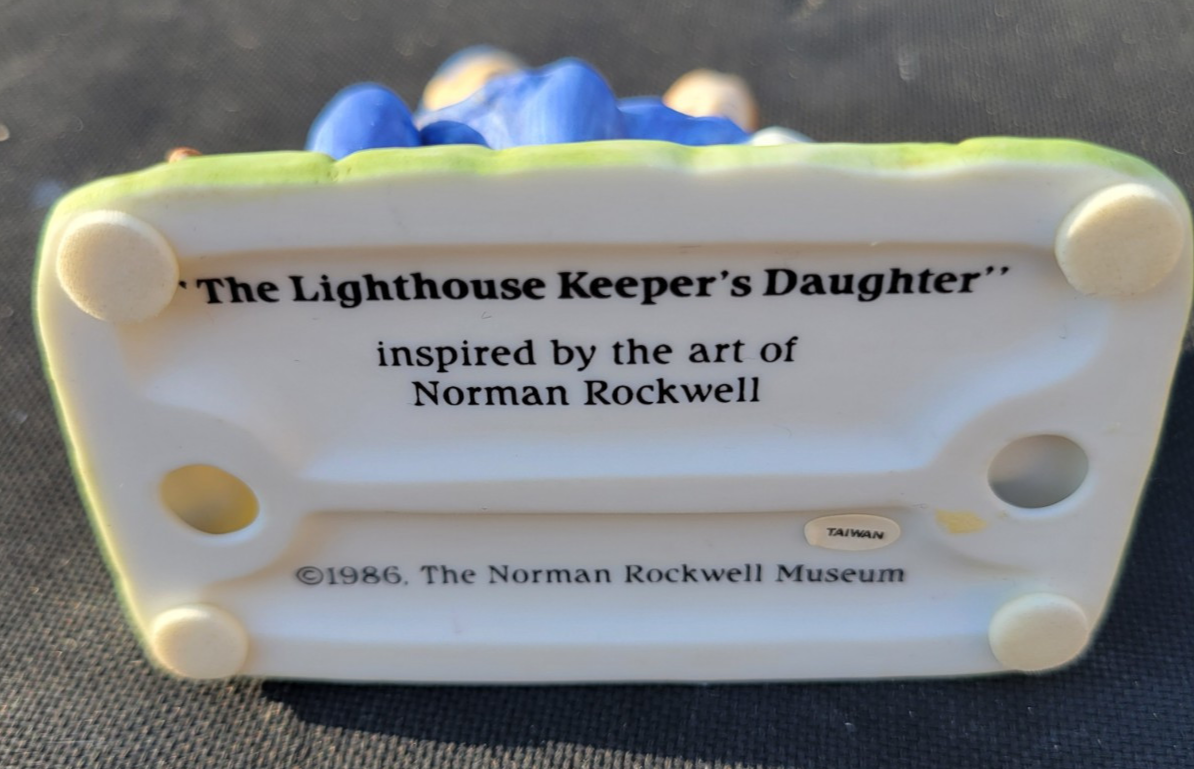 "The Lighthouse Keeper's Daughter"
inspired by the art of
Norman Rockwell
TAIWAN
©1986. The Norman Rockwell Museum